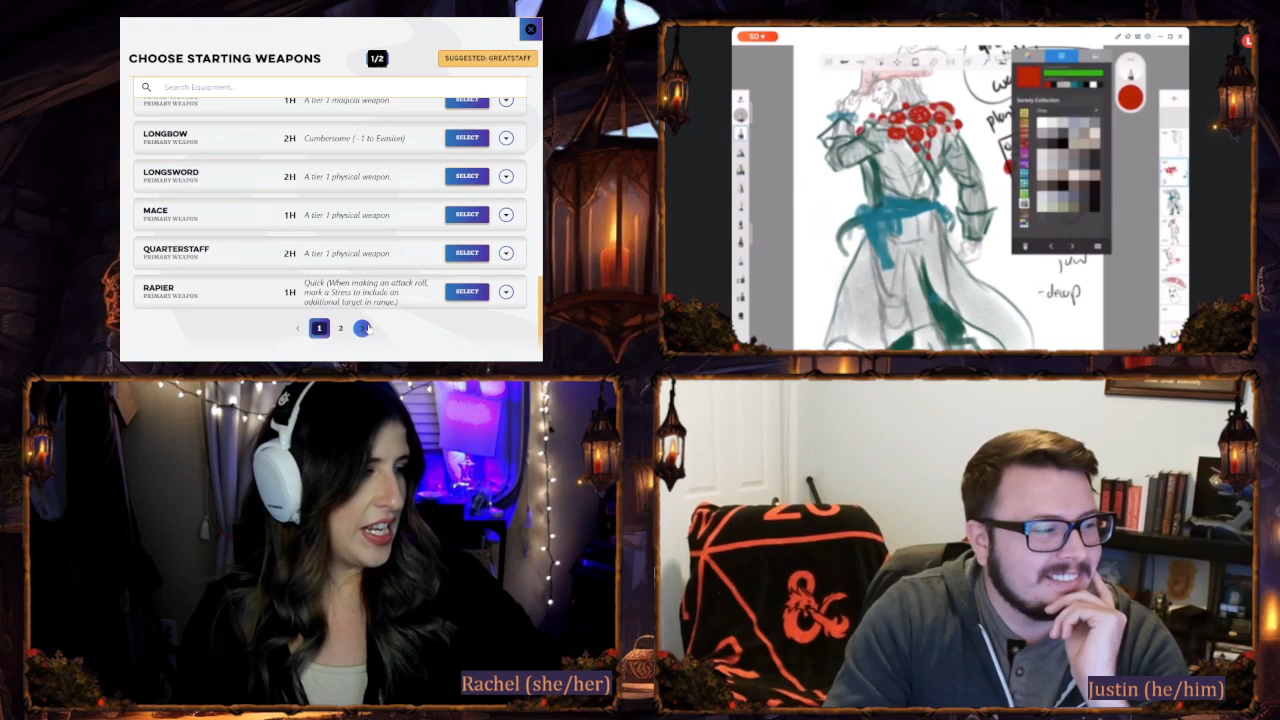 CHOOSE STARTING WEAPONS
1/2
SUGGESTED: GREATSTAFF
Search Equipment...
PRIMARY WEAPON
1H
A tier 1 magical weapon
SELECT
LONGBOW
PRIMARY WEAPON
2H
Cumbersome (-1 to Evasion)
SELECT
LONGSWORD
PRIMARY WEAPON
2H
A tier 1 physical weapon.
SELECT
MACE
PRIMARY WEAPON
1H
A tier 1 physical weapon
SELECT
QUARTERSTAFF
PRIMARY WEAPON
2H
A tier 1 physical weapon
SELECT
RAPIER
PRIMARY WEAPON
1H
Quick (When making an attack roll,
mark a Stress to include an
additional target in range.)
SELECT
1 2
Variety Collection
L
20
Rachel (she/her)
Justin (he/him)